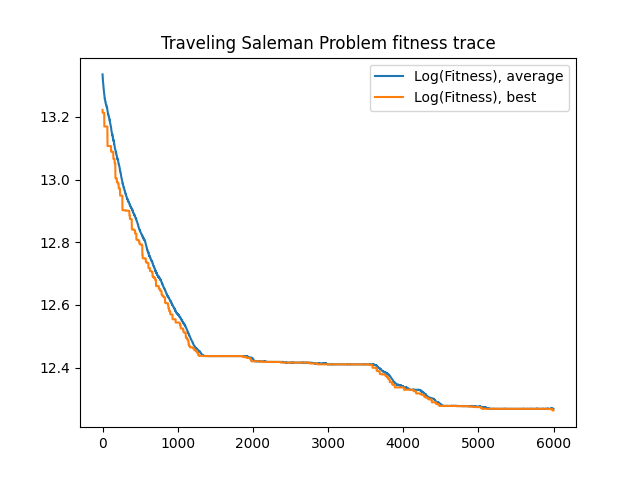 Traveling Saleman Problem fitness trace
Log(Fitness), average
Log(Fitness), best
13.2
13.0
12.8
12.6
12.4
0 1000 2000 3000 4000 5000 6000